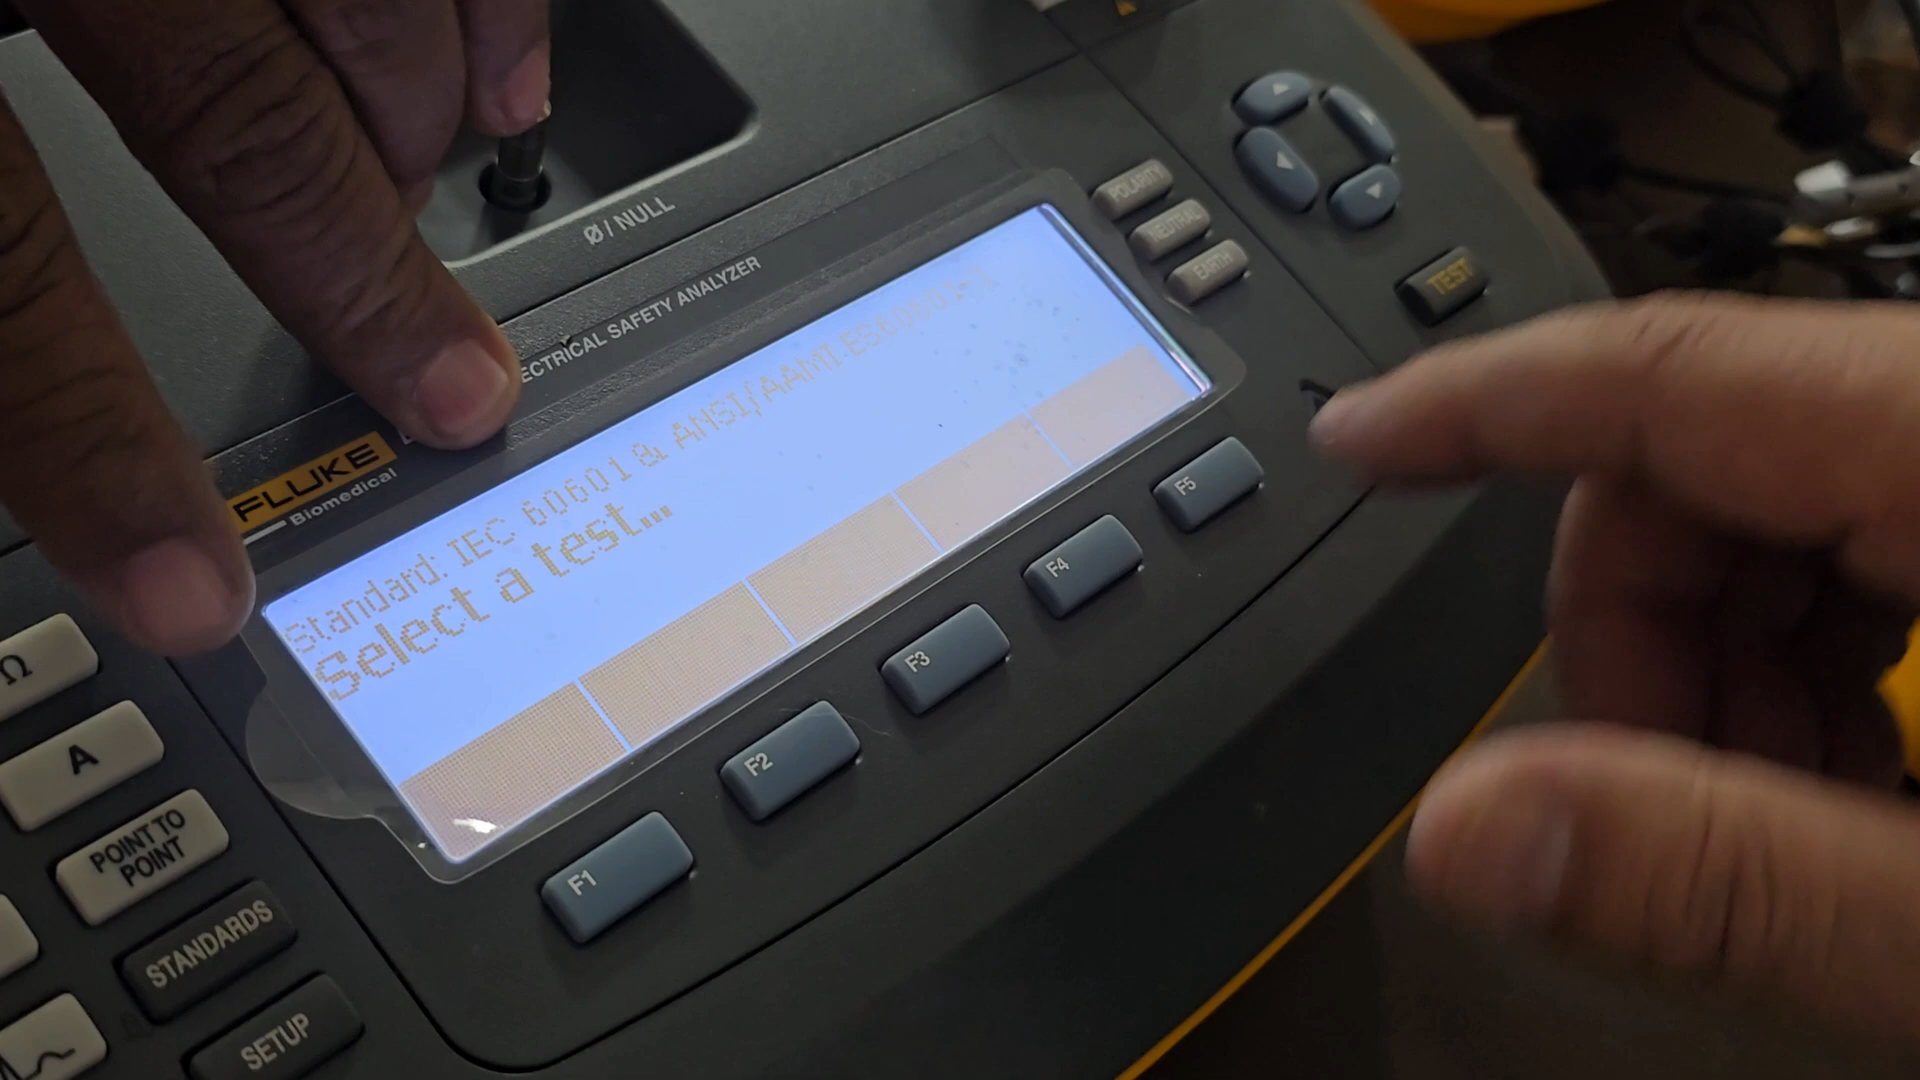 Ø/NULL
ECTRICAL SAFETY ANALYZER
FLUKE
Biomedical
POLARITY
NEUTRAL
EARTH
TEST
Standard: IEC 60601 & ANSI/AAMI ES60601-1
Select a test...
F1
F2
F3
F4
F5
Ω
A
POINT TO
POINT
STANDARDS
SETUP